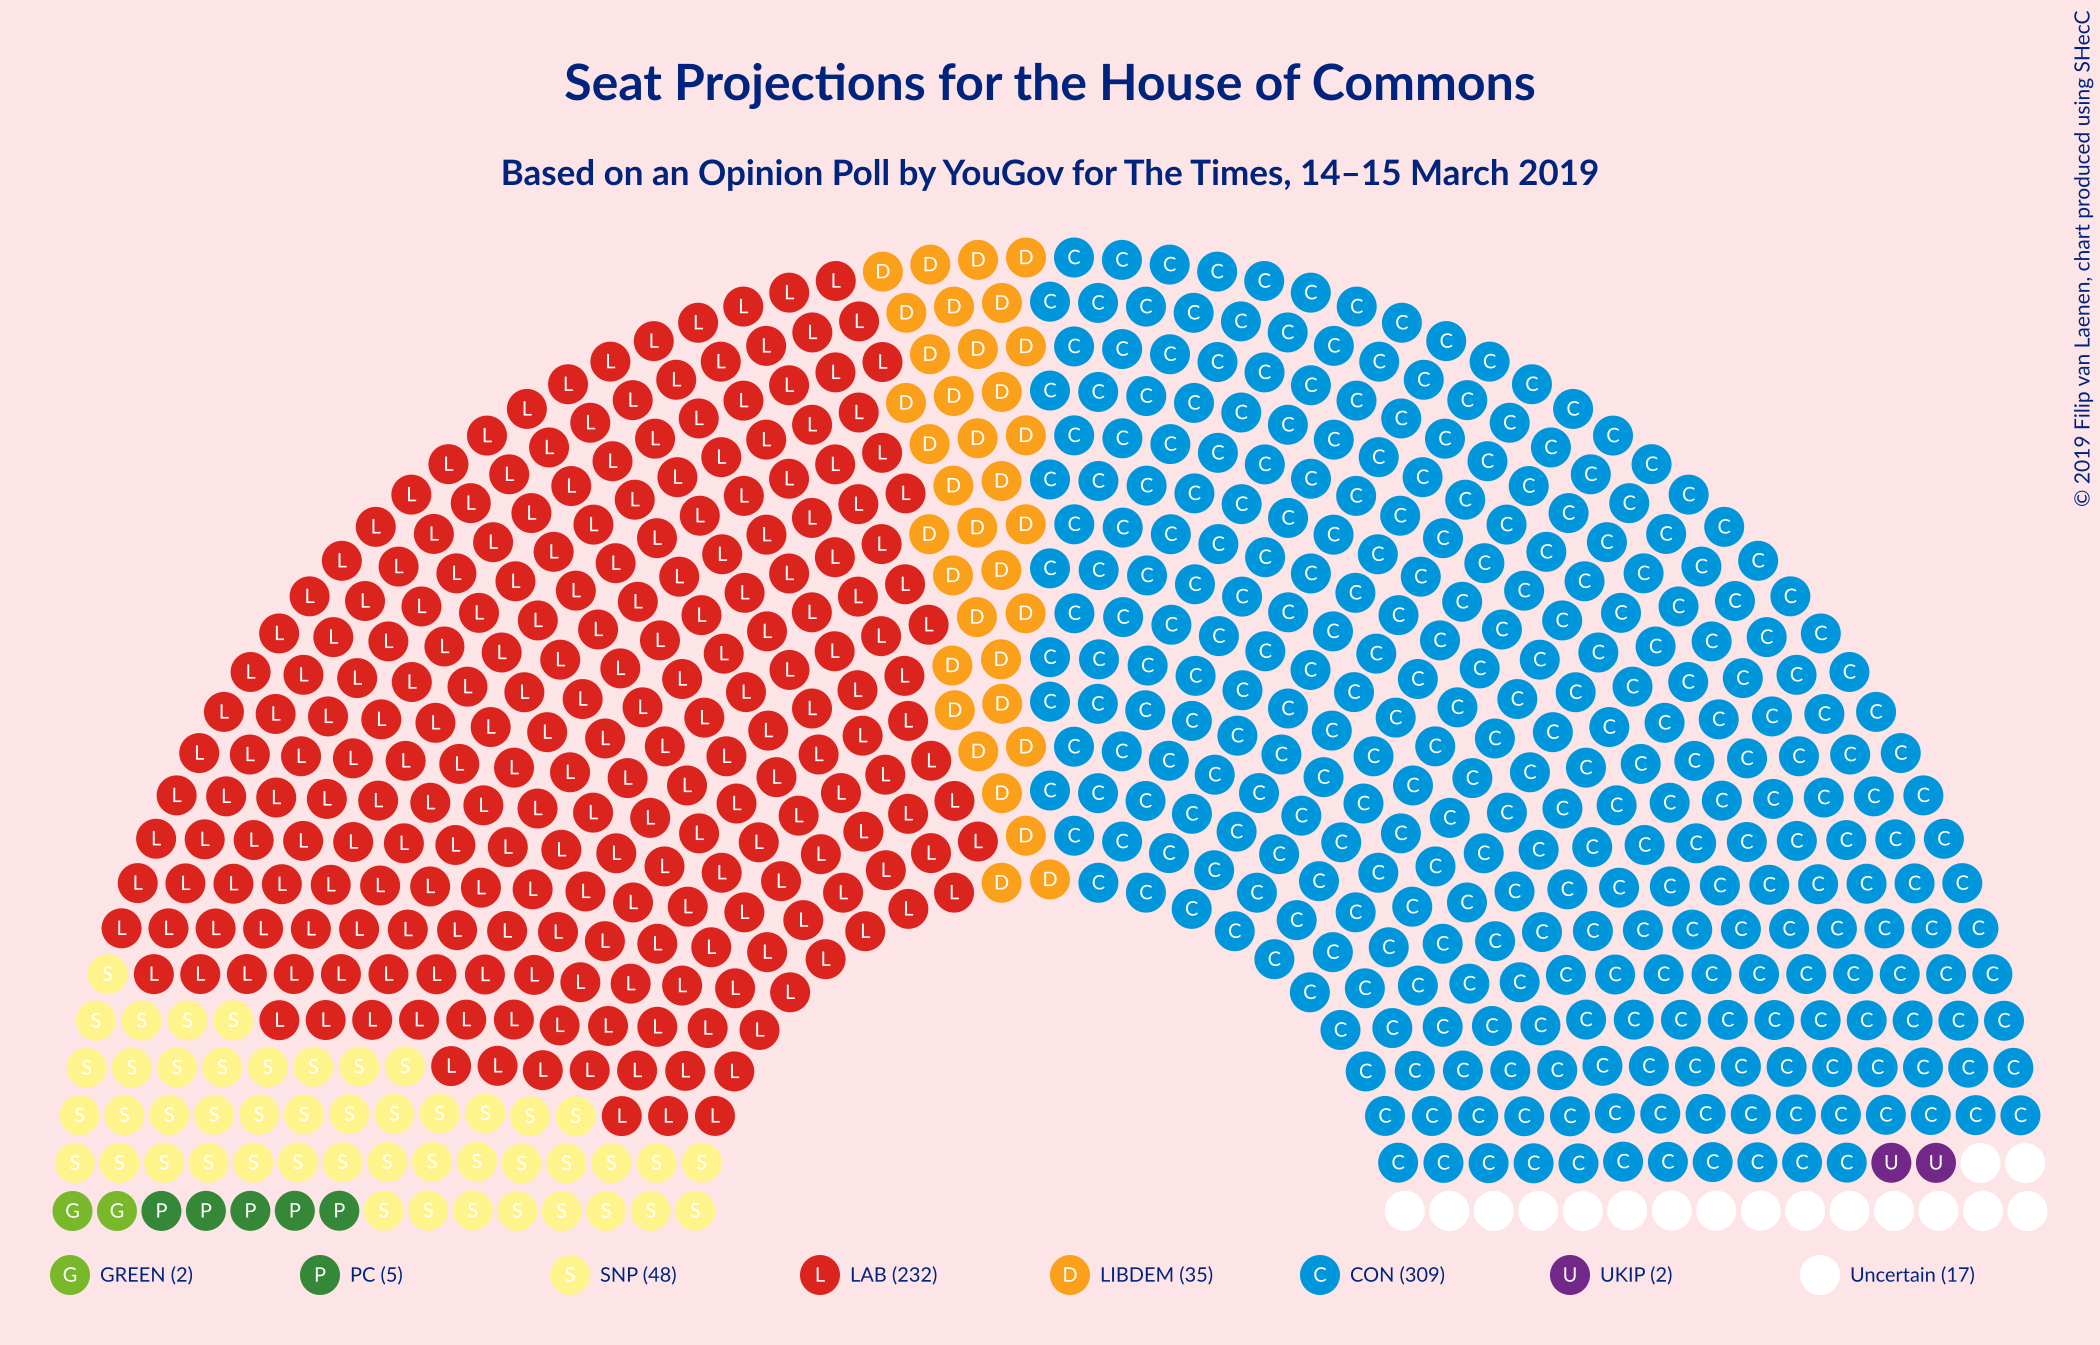 Seat Projections for the House of Commons
Based on an Opinion Poll by YouGov for The Times, 14–15 March 2019
© 2019 Filip van Laenen, chart produced using SHecC
G GREEN (2)
P PC (5)
S SNP (48)
L LAB (232)
D LIBDEM (35)
C CON (309)
U UKIP (2)
Uncertain (17)